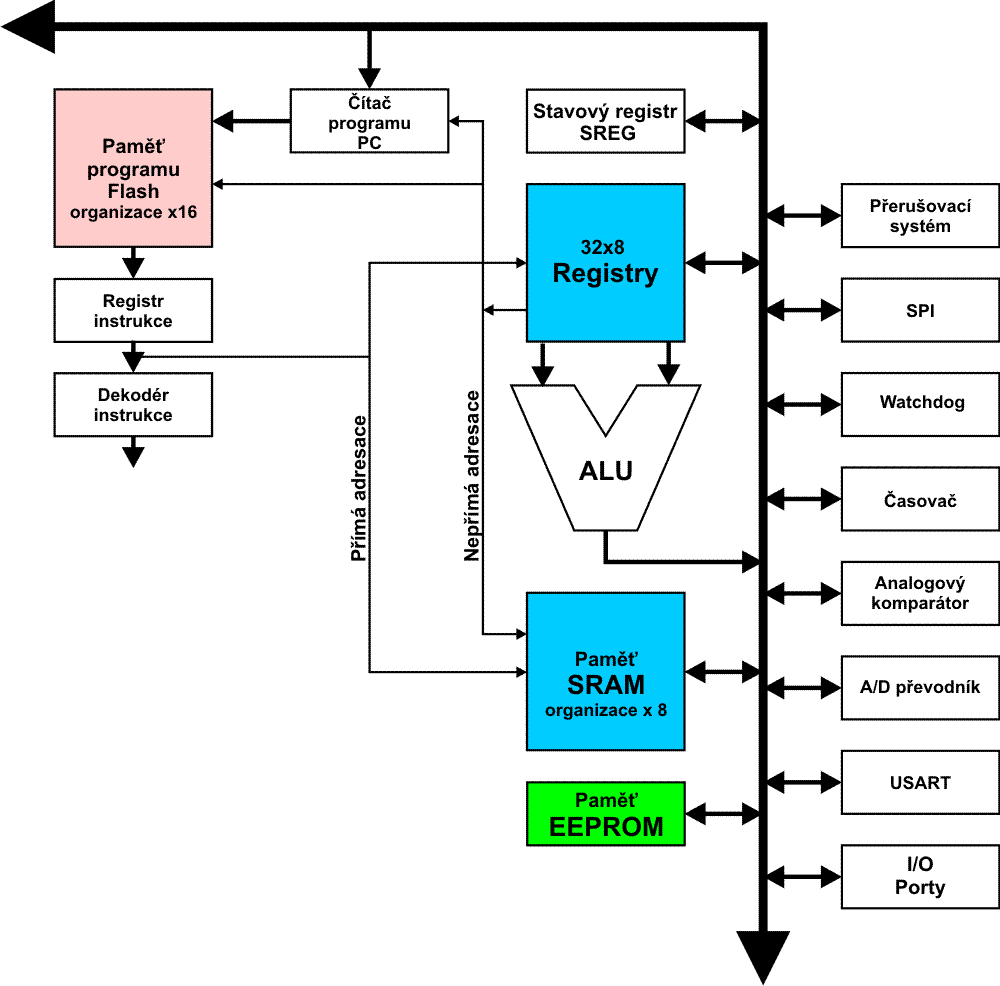 Čítač
programu
PC
Stavový registr
SREG
Paměť
programu
Flash
organizace x16
32x8
Registry
Přerušovací
systém
Registr
instrukce
SPI
Dekodér
instrukce
Watchdog
Přímá adresace
Nepřímá adresace
ALU
Časovač
Analogový
komparátor
Paměť
SRAM
organizace x 8
A/D převodník
USART
Paměť
EEPROM
I/O
Porty